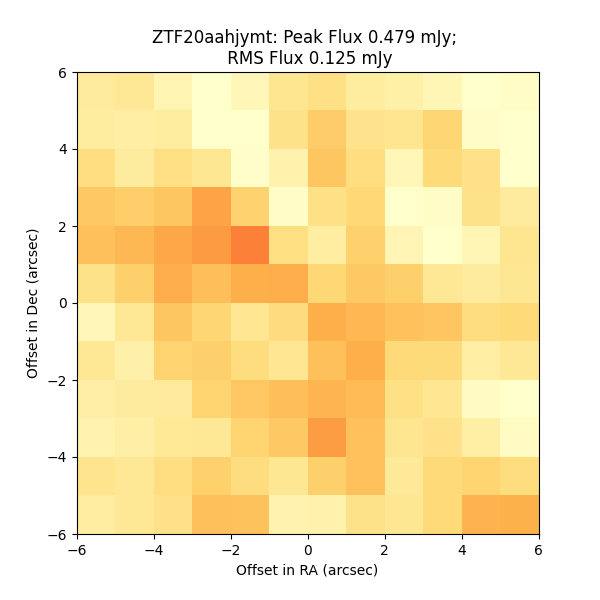 ZTF20aahjymt: Peak Flux 0.479 mJy;
RMS Flux 0.125 mJy
6
4
2
0
−2
−4
−6
Offset in Dec (arcsec)
−6 −4 −2 0 2 4 6
Offset in RA (arcsec)